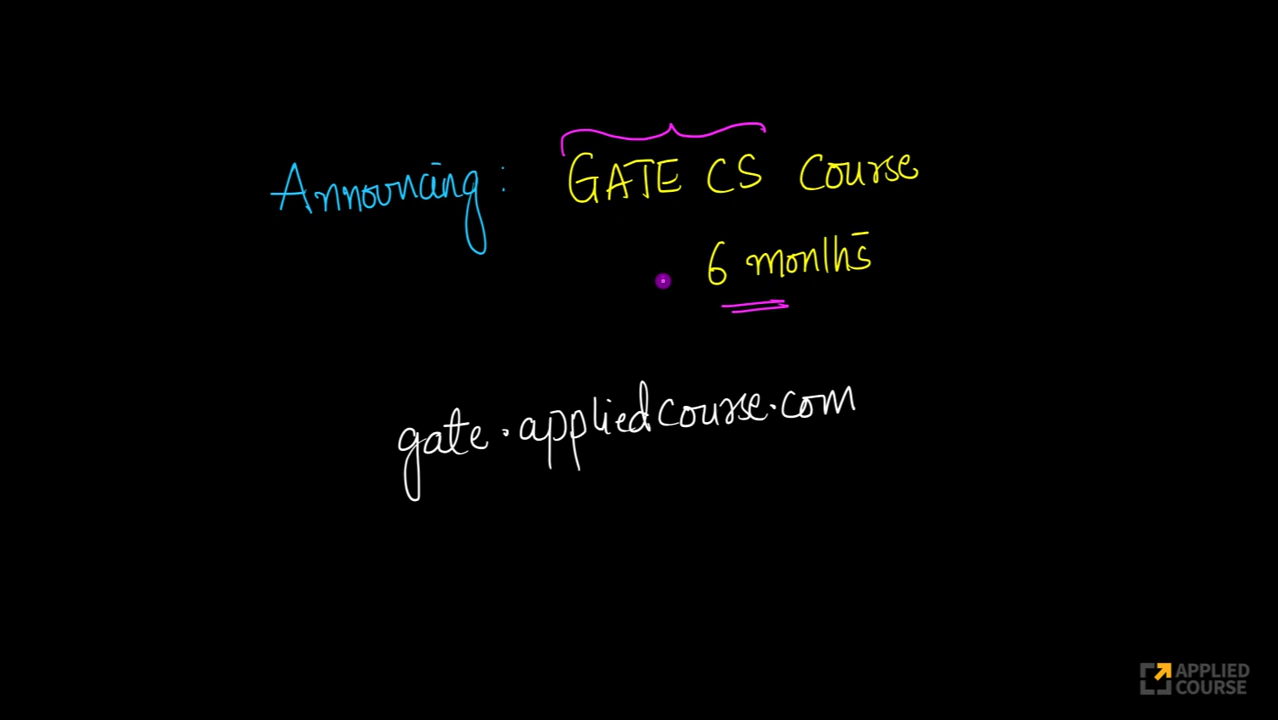 Announcing: GATE CS Course
6 months
gate.appliedcourse.com
APPLIED
COURSE